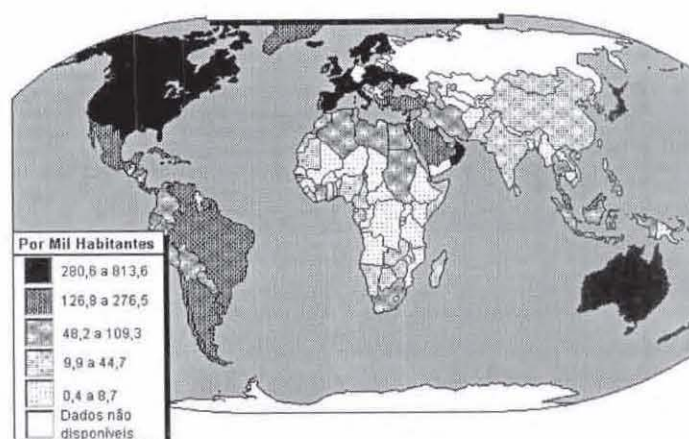 Por Mil Habitantes
280,6 a 813,6
126,8 a 276,5
48,2 a 109,3
9,9 a 44,7
0,4 a 8,7
Dados não
disponíveis